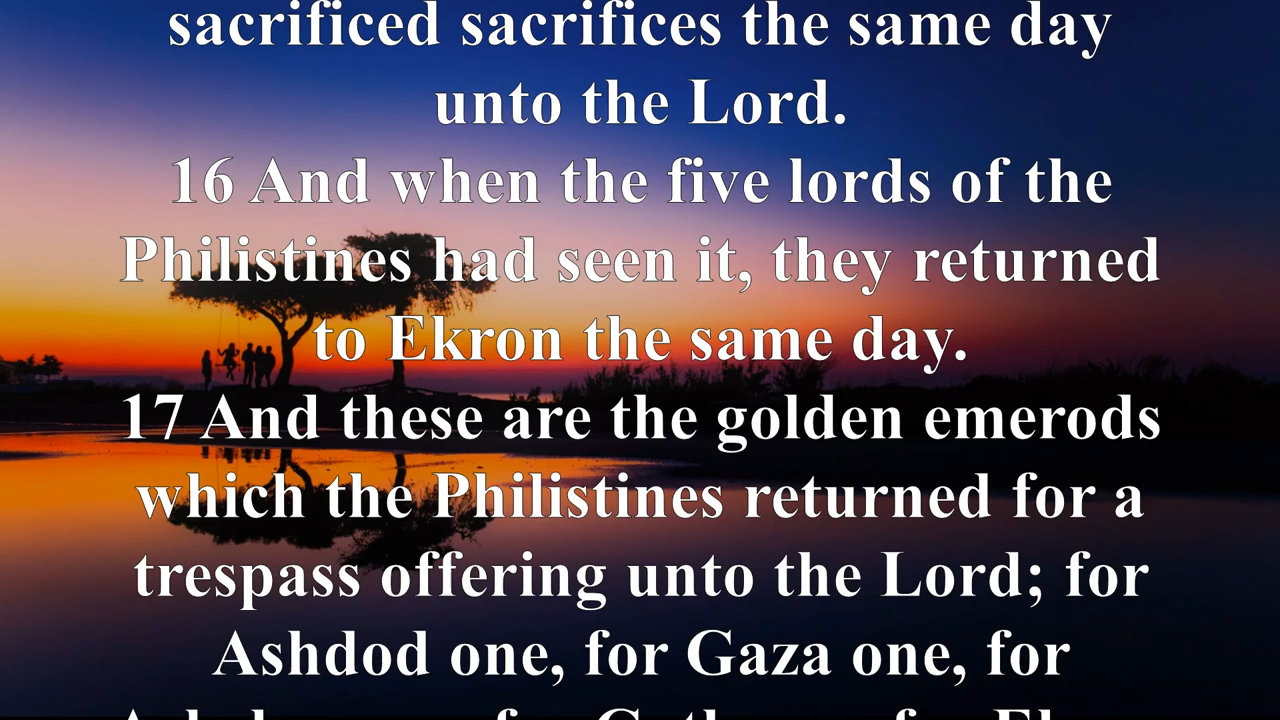 sacrificed sacrifices the same day
unto the Lord.
16 And when the five lords of the
Philistines had seen it, they returned
to Ekron the same day.
17 And these are the golden emerods
which the Philistines returned for a
trespass offering unto the Lord; for
Ashdod one, for Gaza one, for